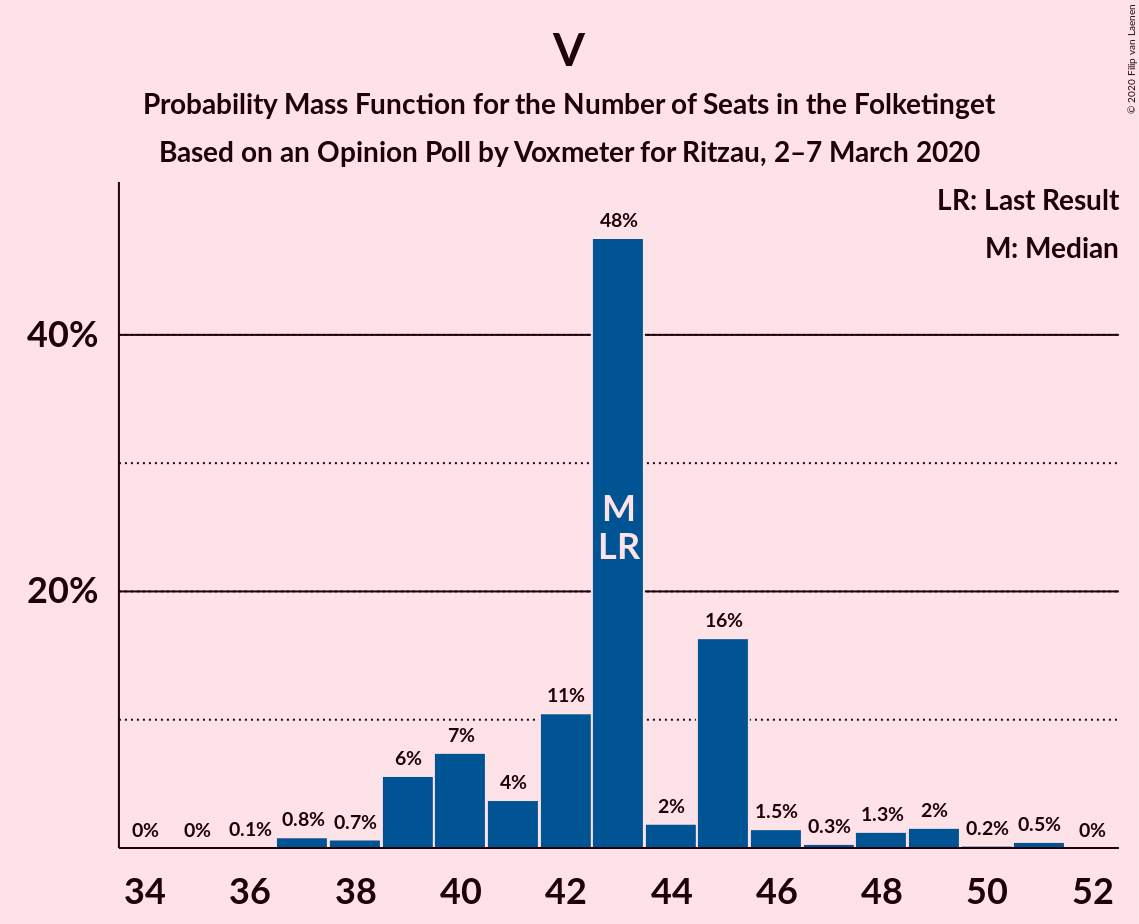 V
Probability Mass Function for the Number of Seats in the Folketinget
Based on an Opinion Poll by Voxmeter for Ritzau, 2–7 March 2020
© 2020 Filip van Laenen
LR: Last Result
M: Median
48%
40%
M
LR
20%
16%
11%
7%
6%
4%
0% 0% 0.1% 0.8% 0.7% 2% 1.5% 0.3% 1.3% 2% 0.2% 0.5% 0%
34 36 38 40 42 44 46 48 50 52